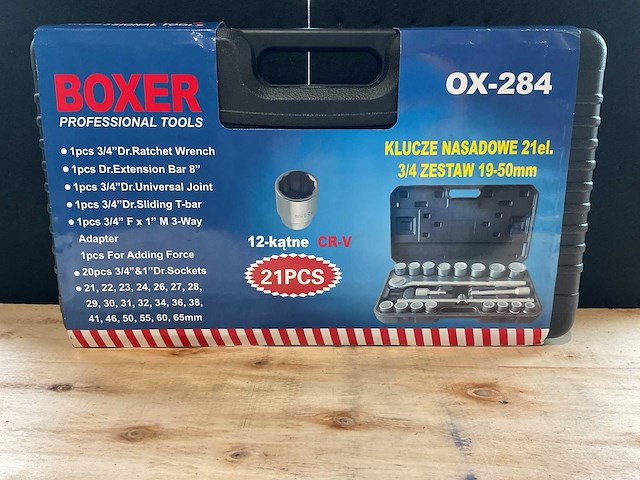 BOXER
PROFESSIONAL TOOLS
OX-284
• 1pcs 3/4"Dr.Ratchet Wrench
• 1pcs Dr.Extension Bar 8"
• 1pcs 3/4"Dr.Universal Joint
• 1pcs 3/4"Dr.Sliding T-bar
• 1pcs 3/4" F x 1" M 3-Way
Adapter
1pcs For Adding Force
• 20pcs 3/4"&1"Dr.Sockets
• 21, 22, 23, 24, 26, 27, 28,
29, 30, 31, 32, 34, 36, 38,
41, 46, 50, 55, 60, 65mm
12-kątne CR-V
21PCS
KLUCZE NASADOWE 21el.
3/4 ZESTAW 19-50mm